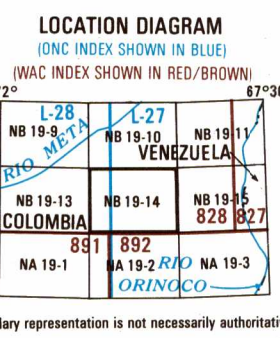 LOCATION DIAGRAM
(ONC INDEX SHOWN IN BLUE)
(WAC INDEX SHOWN IN RED/BROWN)
72° 67°30
L-28 L-27
NB 19-9 NB 19-10 NB 19-11
RIO META
VENEZUELA
NB 19-13 NB 19-14 NB 19-15
COLOMBIA 828 827
891 892
NA 19-1 NA 19-2 RIO NA 19-3
ORINOCO
dary representation is not necessarily authoritati